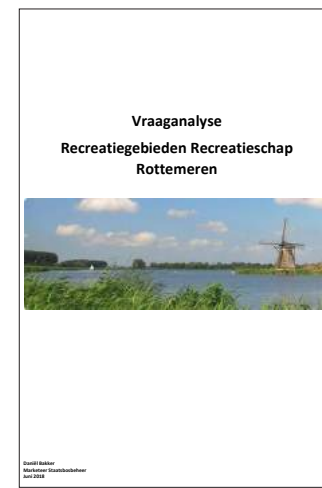 Vraaganalyse
Recreatiegebieden Recreatieschap
Rottemeren
Daniël Bakker
Marketeer Staatsbosbeheer
Juni 2018